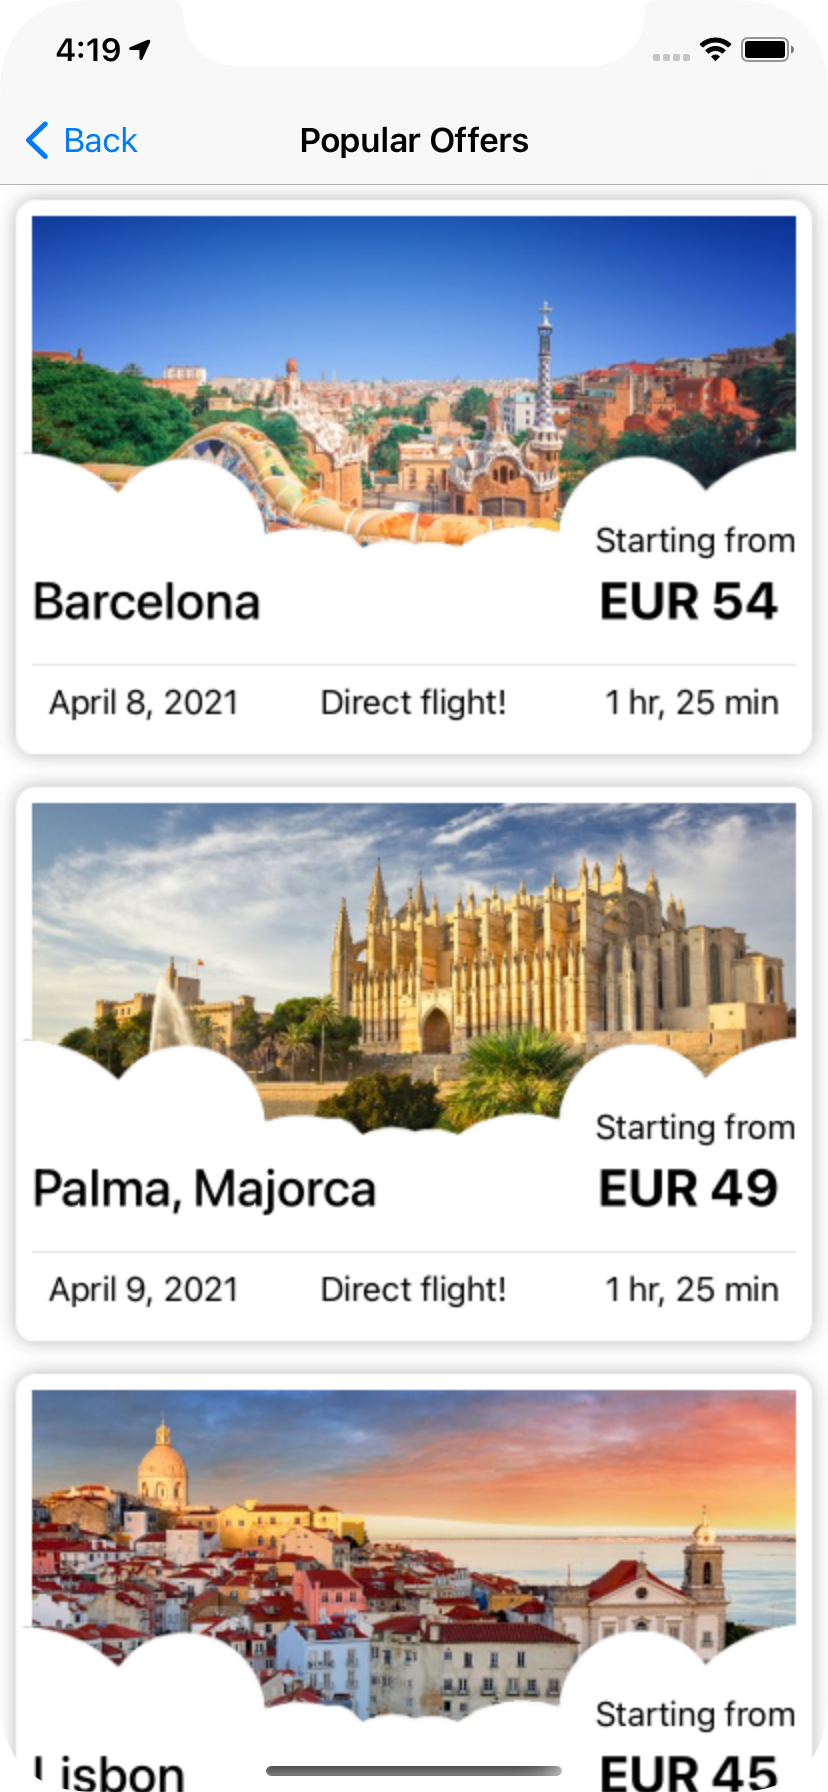 4:19
Back
Popular Offers
Starting from
Barcelona
EUR 54
April 8, 2021
Direct flight!
1 hr, 25 min
Starting from
Palma, Majorca
EUR 49
April 9, 2021
Direct flight!
1 hr, 25 min
Starting from
Lisbon
EUR 45